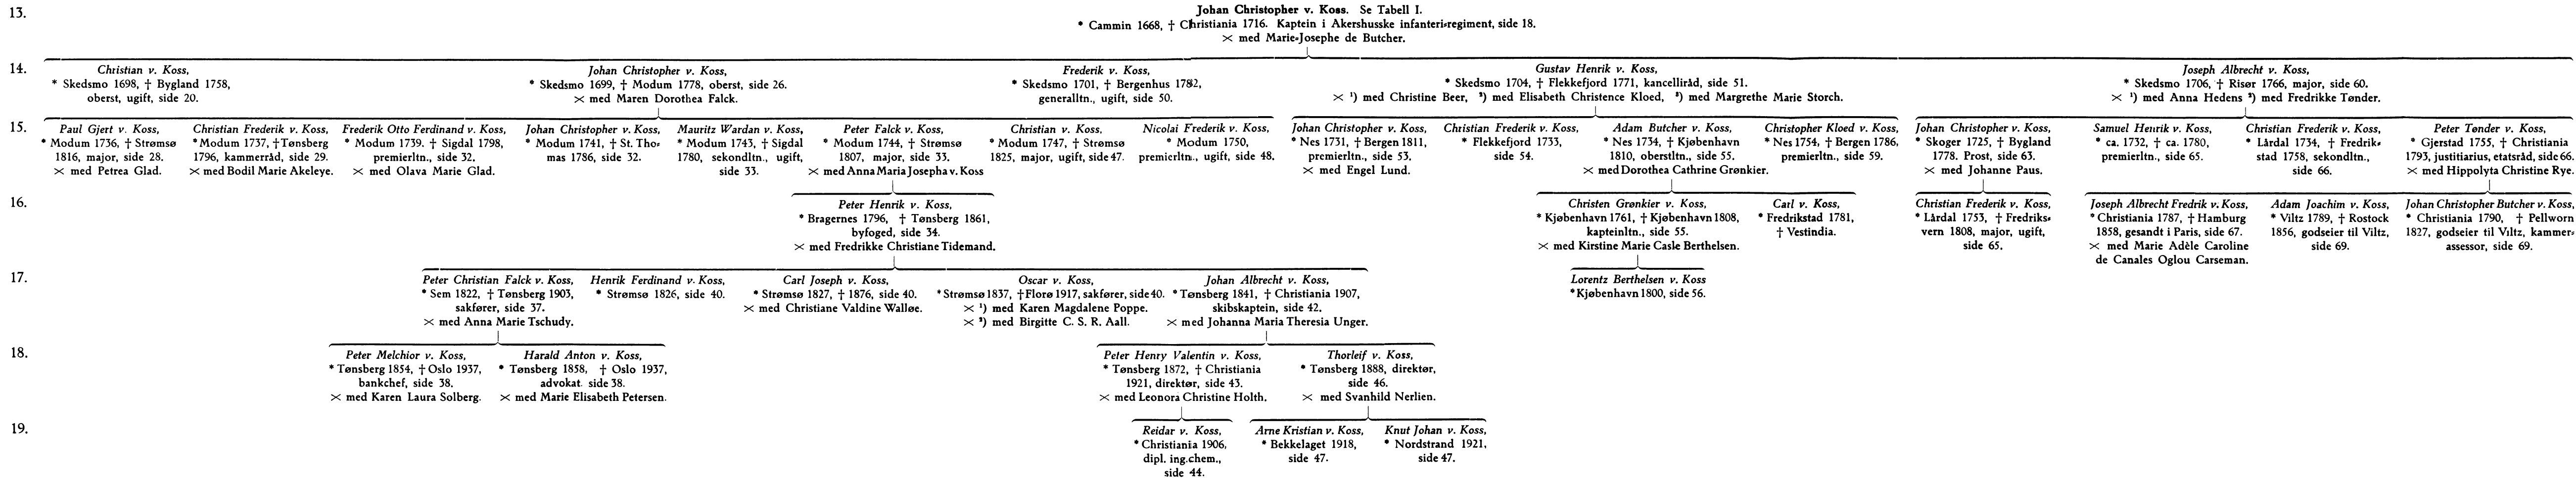 13.
Johan Christopher v. Koss. Se Tabell I.
* Cammin 1668, † Christiania 1716. Kaptein i Akershusske infanteri-regiment, side 18.
⚔ med Marie-Josephe de Butcher.
14.
Christian v. Koss,
* Skedsmo 1698, † Bygland 1758,
oberst, ugift, side 20.
Johan Christopher v. Koss,
* Skedsmo 1699, † Modum 1778, oberst, side 26.
⚔ med Maren Dorothea Falck.
Frederik v. Koss,
* Skedsmo 1701, † Bergenhus 1782,
generalltn., ugift, side 50.
Gustav Henrik v. Koss,
* Skedsmo 1704, † Flekkefjord 1771, kancelliråd, side 51.
⚔ ¹) med Christine Beer, ²) med Elisabeth Christence Kloed, ³) med Margrethe Marie Storch.
Joseph Albrecht v. Koss,
* Skedsmo 1706, † Risør 1766, major, side 60.
⚔ ¹) med Anna Hedens ²) med Fredrikke Tønder.
15.
Paul Gjert v. Koss,
* Modum 1736, † Strømsø
1816, major, side 28.
⚔ med Petrea Glad.
Christian Frederik v. Koss,
* Modum 1737, † Tønsberg
1796, kammerråd, side 29.
⚔ med Bodil Marie Akeleye.
Frederik Otto Ferdinand v. Koss,
* Modum 1739. † Sigdal 1798,
premierltn., side 32,
⚔ med Olava Marie Glad.
Johan Christopher v. Koss,
* Modum 1741, † St. Tho-
mas 1786, side 32.
Mauritz Wardan v. Koss,
* Modum 1743, † Sigdal
1780, sekondltn., ugift,
side 33.
Peter Falck v. Koss,
* Modum 1744, † Strømsø
1807, major, side 33.
⚔ med Anna Maria Josepha v. Koss
Christian v. Koss,
* Modum 1747, † Strømsø
1825, major, ugift, side 47.
Nicolai Frederik v. Koss,
* Modum 1750,
premierltn., ugift, side 48.
Johan Christopher v. Koss,
* Nes 1731, † Bergen 1811,
premierltn., side 53.
⚔ med Engel Lund.
Christian Frederik v. Koss,
* Flekkefjord 1733,
side 54.
Adam Butcher v. Koss,
* Nes 1734, † Kjøbenhavn
1810, oberstltn., side 55.
⚔ med Dorothea Cathrine Grønkier.
Christopher Kloed v. Koss,
* Nes 1754, † Bergen 1786,
premierltn., side 59.
Johan Christopher v. Koss,
* Skoger 1725, † Bygland
1778. Prost, side 63.
⚔ med Johanne Paus.
Samuel Henrik v. Koss,
* ca. 1732, † ca. 1780,
premierltn., side 65.
Christian Frederik v. Koss,
* Lårdal 1734, † Fredrik-
stad 1758, sekondltn.,
side 66.
Peter Tønder v. Koss,
* Gjerstad 1755, † Christiania
1793, justitiarius, etatsråd, side 66.
⚔ med Hippolyta Christine Rye.
16.
Peter Henrik v. Koss,
* Bragernes 1796, † Tønsberg 1861,
byfoged, side 34.
⚔ med Fredrikke Christiane Tidemand.
Christen Grønkier v. Koss,
* Kjøbenhavn 1761, † Kjøbenhavn 1808,
kapteinltn., side 55.
⚔ med Kirstine Marie Casle Berthelsen.
Carl v. Koss,
* Fredrikstad 1781,
† Vestindia.
Christian Frederik v. Koss,
* Lårdal 1753, † Fredriks-
vern 1808, major, ugift,
side 65.
Joseph Albrecht Fredrik v. Koss,
* Christiania 1787, † Hamburg
1858, gesandt i Paris, side 67.
⚔ med Marie Adèle Caroline
de Canales Oglou Carseman.
Adam Joachim v. Koss,
* Viltz 1789, † Rostock
1856, godseier til Viltz,
side 69.
Johan Christopher Butcher v. Koss,
* Christiania 1790, † Pellworn
1827, godseier til Viltz, kammer-
assessor, side 69.
17.
Peter Christian Falck v. Koss,
* Sem 1822, † Tønsberg 1903,
sakfører, side 37.
⚔ med Anna Marie Tschudy.
Henrik Ferdinand v. Koss,
* Strømsø 1826, side 40.
Carl Joseph v. Koss,
* Strømsø 1827, † 1876, side 40.
⚔ med Christiane Valdine Walløe.
Oscar v. Koss,
* Strømsø 1837, † Florø 1917, sakfører, side 40.
⚔ ¹) med Karen Magdalene Poppe.
⚔ ²) med Birgitte C. S. R. Aall.
Johan Albrecht v. Koss,
* Tønsberg 1841, † Christiania 1907,
skibskaptein, side 42.
⚔ med Johanna Maria Theresia Unger.
Lorentz Berthelsen v. Koss
* Kjøbenhavn 1800, side 56.
18.
Peter Melchior v. Koss,
* Tønsberg 1854, † Oslo 1937,
bankchef, side 38.
⚔ med Karen Laura Solberg.
Harald Anton v. Koss,
* Tønsberg 1858, † Oslo 1937,
advokat. side 38.
⚔ med Marie Elisabeth Petersen.
Peter Henry Valentin v. Koss,
* Tønsberg 1872, † Christiania
1921, direktør, side 43.
⚔ med Leonora Christine Holth.
Thorleif v. Koss,
* Tønsberg 1888, direktør,
side 46.
⚔ med Svanhild Nerlien.
19.
Reidar v. Koss,
* Christiania 1906,
dipl. ing.chem.,
side 44.
Arne Kristian v. Koss,
* Bekkelaget 1918,
side 47.
Knut Johan v. Koss,
* Nordstrand 1921,
side 47.